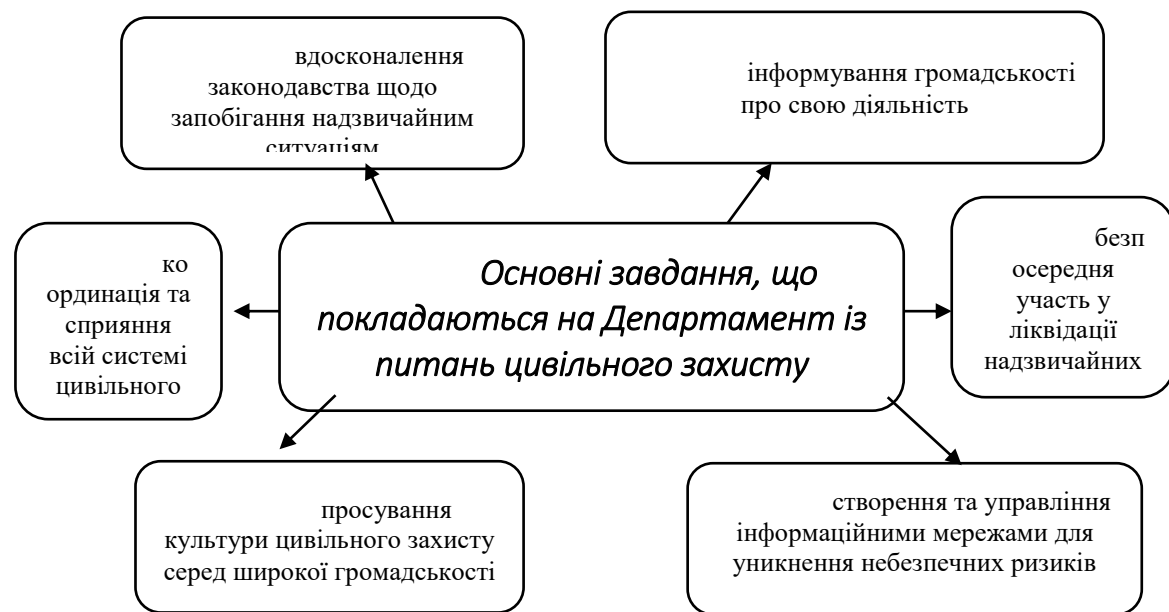 вдосконалення
законодавства щодо
запобігання надзвичайним
ситуаціям
інформування громадськості
про свою діяльність
ко
ординація та
сприяння
всій системі
цивільного
Основні завдання, що
покладаються на Департамент із
питань цивільного захисту
безп
осередня
участь у
ліквідації
надзвичайних
просування
культури цивільного захисту
серед широкої громадськості
створення та управління
інформаційними мережами для
уникнення небезпечних ризиків